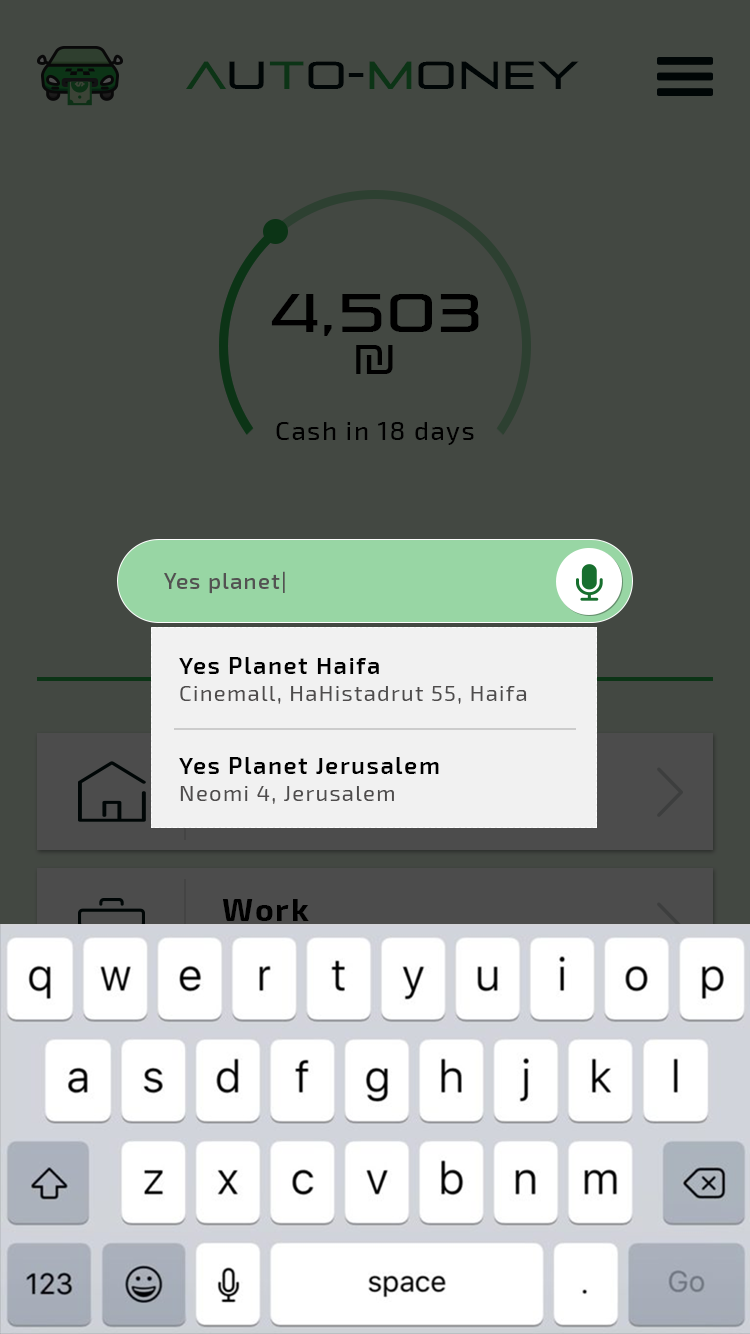 AUTO-MONEY
4,503
₪
Cash in 18 days
Yes planet
Yes Planet Haifa
Cinemall, HaHistadrut 55, Haifa
Yes Planet Jerusalem
Neomi 4, Jerusalem
Work
q w e r t y u i o p
a s d f g h j k l
z x c v b n m
123 space . Go